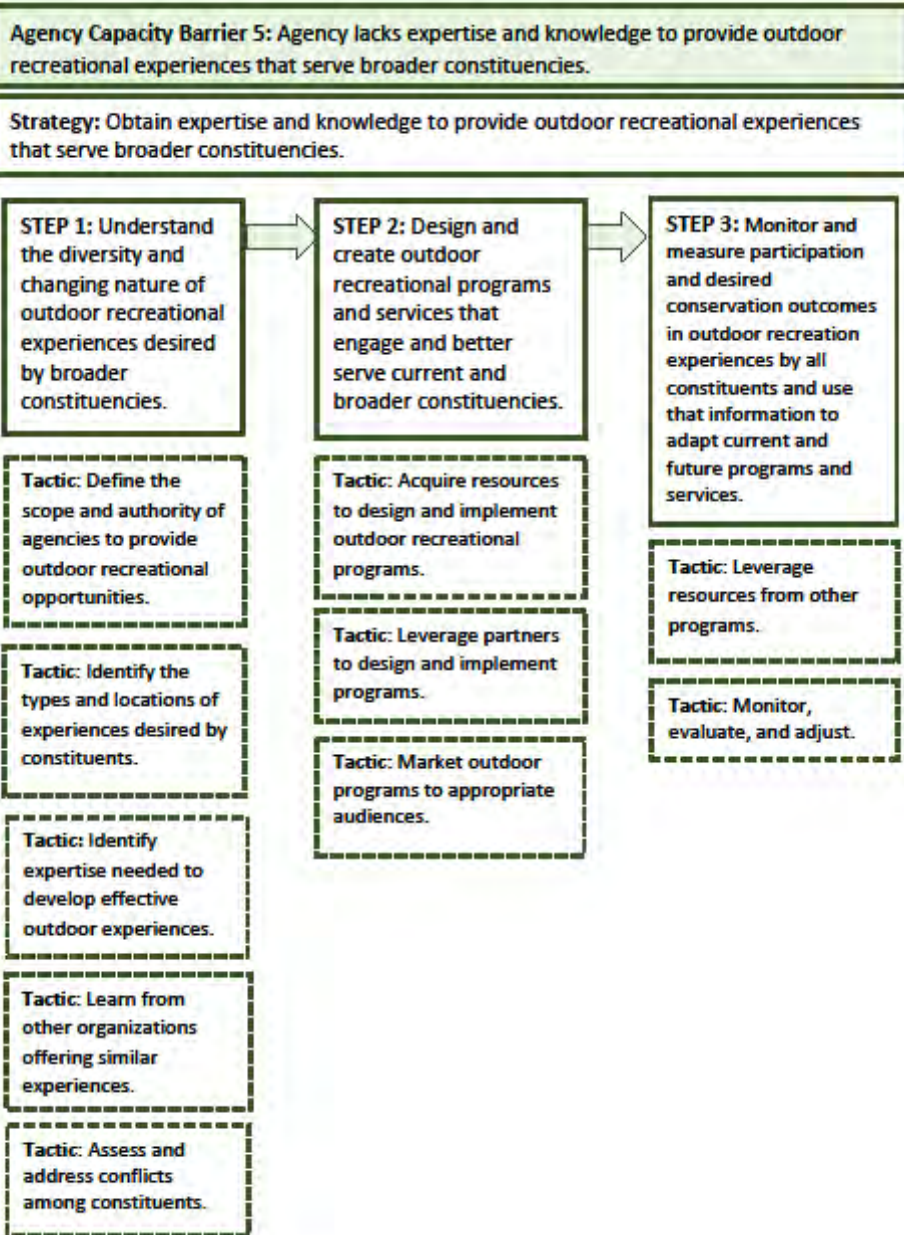 Agency Capacity Barrier 5: Agency lacks expertise and knowledge to provide outdoor
recreational experiences that serve broader constituencies.
Strategy: Obtain expertise and knowledge to provide outdoor recreational experiences
that serve broader constituencies.
STEP 1: Understand
the diversity and
changing nature of
outdoor recreational
experiences desired
by broader
constituencies.
Tactic: Define the
scope and authority of
agencies to provide
outdoor recreational
opportunities.
Tactic: Identify the
types and locations of
experiences desired by
constituents.
Tactic: Identify
expertise needed to
develop effective
outdoor experiences.
Tactic: Learn from
other organizations
offering similar
experiences.
Tactic: Assess and
address conflicts
among constituents.
STEP 2: Design and
create outdoor
recreational programs
and services that
engage and better
serve current and
broader constituencies.
Tactic: Acquire resources
to design and implement
outdoor recreational
programs.
Tactic: Leverage partners
to design and implement
programs.
Tactic: Market outdoor
programs to appropriate
audiences.
STEP 3: Monitor and
measure participation
and desired
conservation outcomes
in outdoor recreation
experiences by all
constituents and use
that information to
adapt current and
future programs and
services.
Tactic: Leverage
resources from other
programs.
Tactic: Monitor,
evaluate, and adjust.